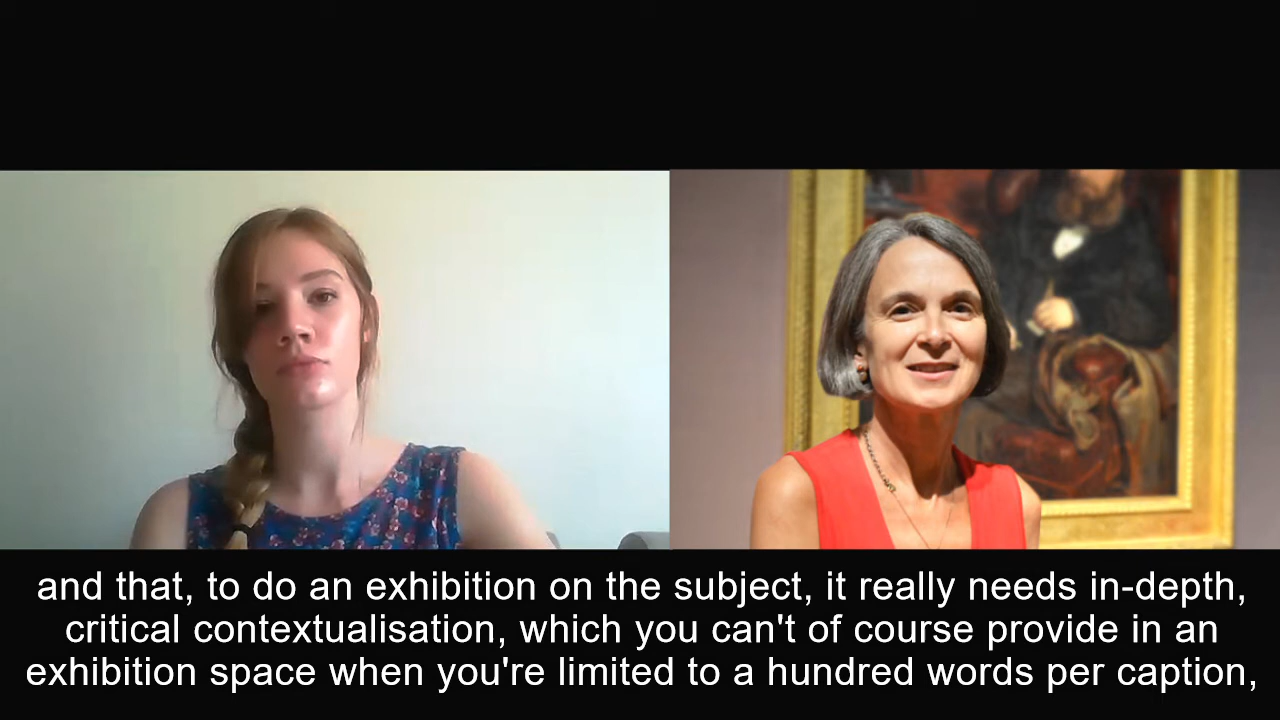 and that, to do an exhibition on the subject, it really needs in-depth,
critical contextualisation, which you can't of course provide in an
exhibition space when you're limited to a hundred words per caption,